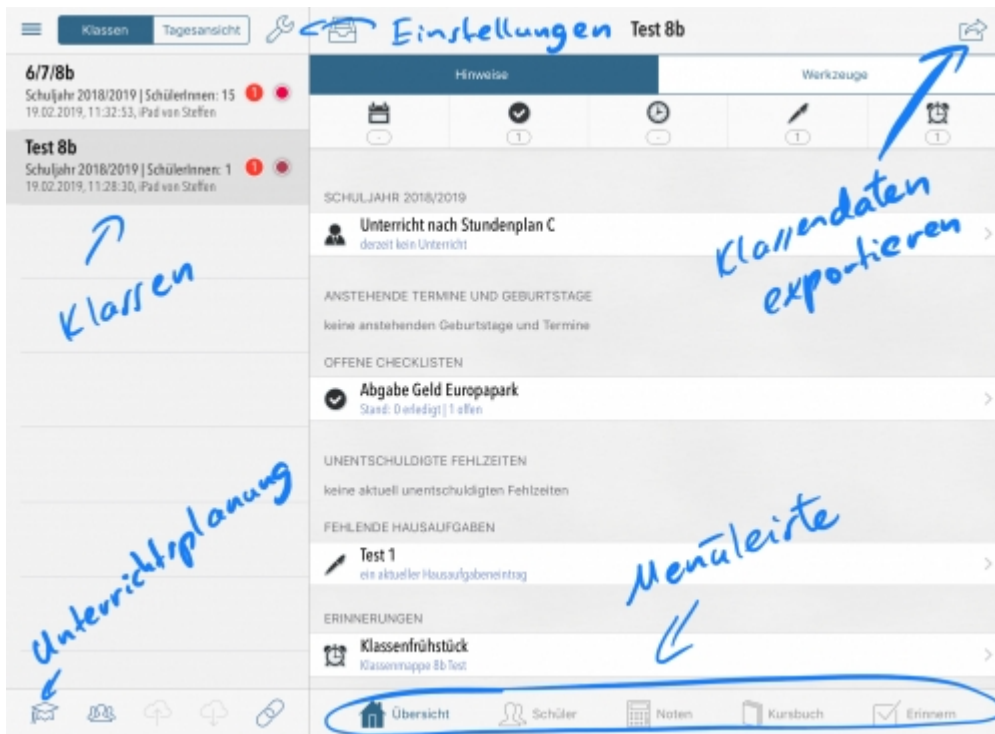 Klassen
Tagesansicht
Einstellungen
Test 8b
6/7/8b
Schuljahr 2018/2019 | SchülerInnen: 15
1
19.02.2019, 11:32:53, iPad von Steffen
Test 8b
Schuljahr 2018/2019 | SchülerInnen: 1
1
19.02.2019, 11:28:30, iPad von Steffen
Klassen
Unterrichtsplanung
Hinweise
Werkzeuge
-
1
-
1
1
Klassendaten
exportieren
SCHULJAHR 2018/2019
Unterricht nach Stundenplan C
derzeit kein Unterricht
ANSTEHENDE TERMINE UND GEBURTSTAGE
keine anstehenden Geburtstage und Termine
OFFENE CHECKLISTEN
Abgabe Geld Europapark
Stand: 0 erledigt | 1 offen
UNENTSCHULDIGTE FEHLZEITEN
keine aktuell unentschuldigten Fehlzeiten
FEHLENDE HAUSAUFGABEN
Test 1
ein aktueller Hausaufgabeneintrag
Menüleiste
ERINNERUNGEN
Klassenfrühstück
Klassenmappe 8b Test
Übersicht
Schüler
Noten
Kursbuch
Erinnern